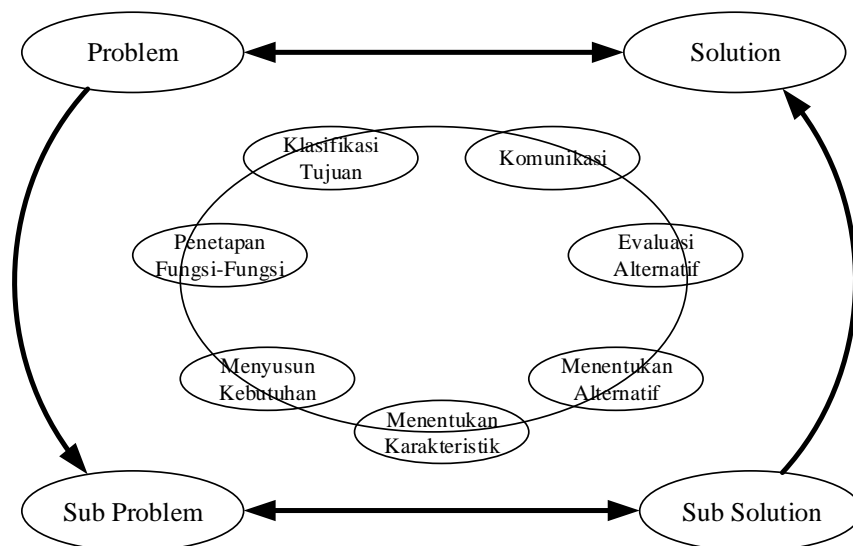 Problem
Solution
Klasifikasi
Tujuan
Komunikasi
Penetapan
Fungsi-Fungsi
Evaluasi
Alternatif
Menyusun
Kebutuhan
Menentukan
Alternatif
Menentukan
Karakteristik
Sub Problem
Sub Solution